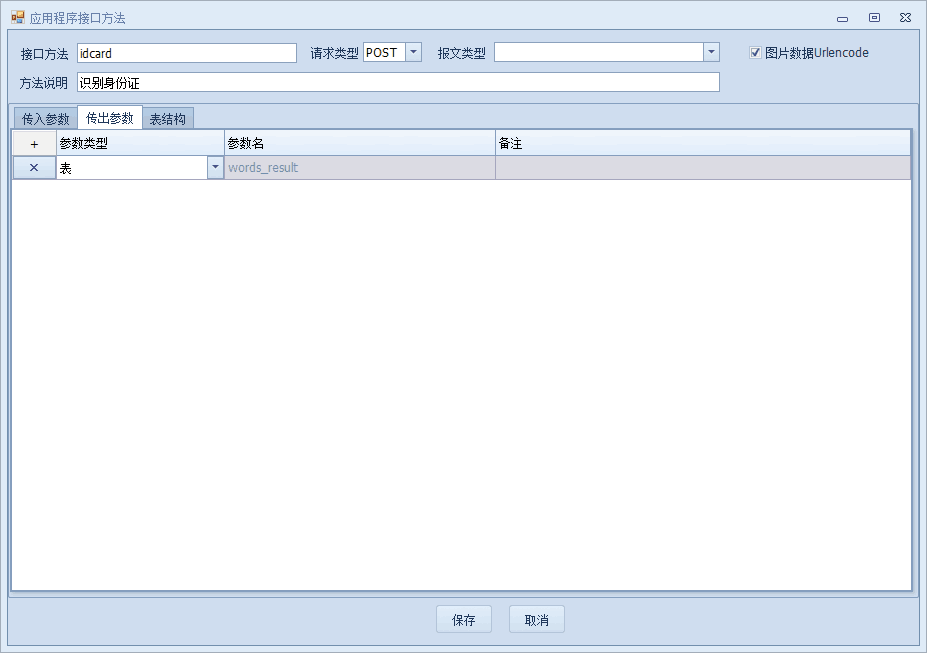 应用程序接口方法
接口方法 idcard 请求类型 POST 报文类型 图片数据Urlencode
方法说明 识别身份证
传入参数 传出参数 表结构
+ 参数类型 参数名 备注
× 表 words_result
保存 取消